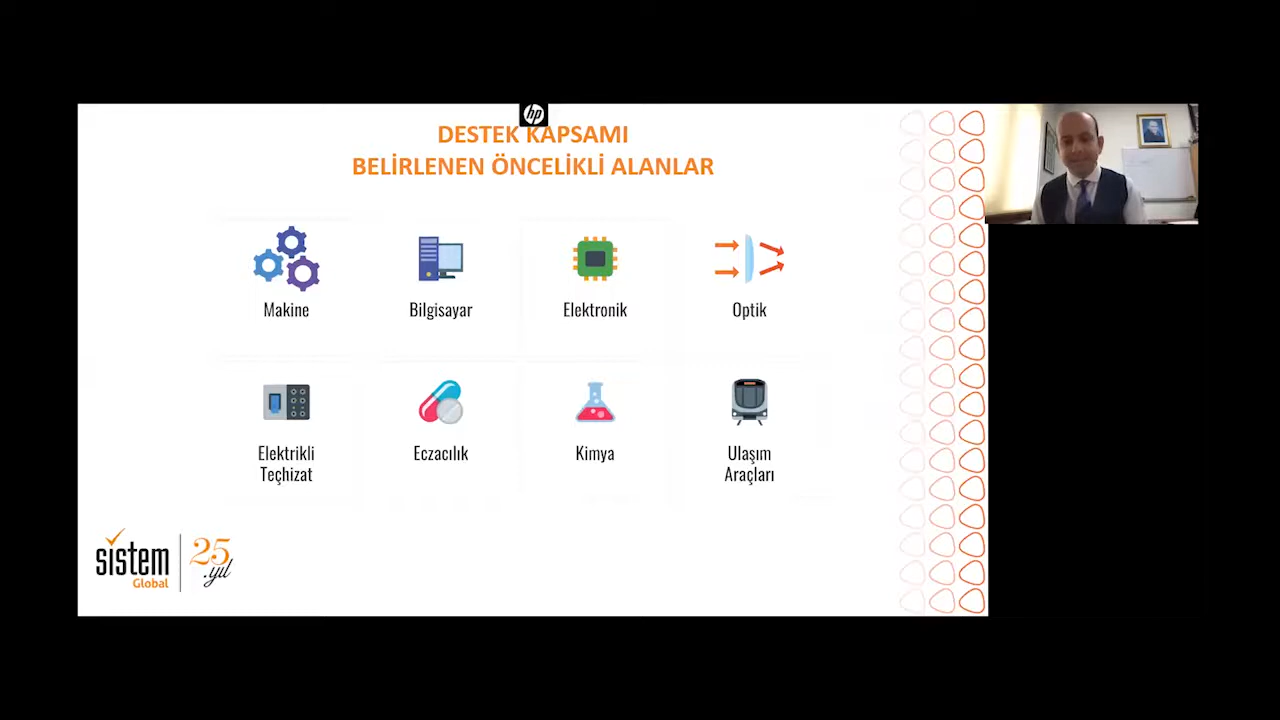 hp
DESTEK KAPSAMI
BELİRLENEN ÖNCELİKLİ ALANLAR
Makine
Bilgisayar
Elektronik
Optik
Elektrikli
Teçhizat
Eczacılık
Kimya
Ulaşım
Araçları
sistem
Global
25
.yıl